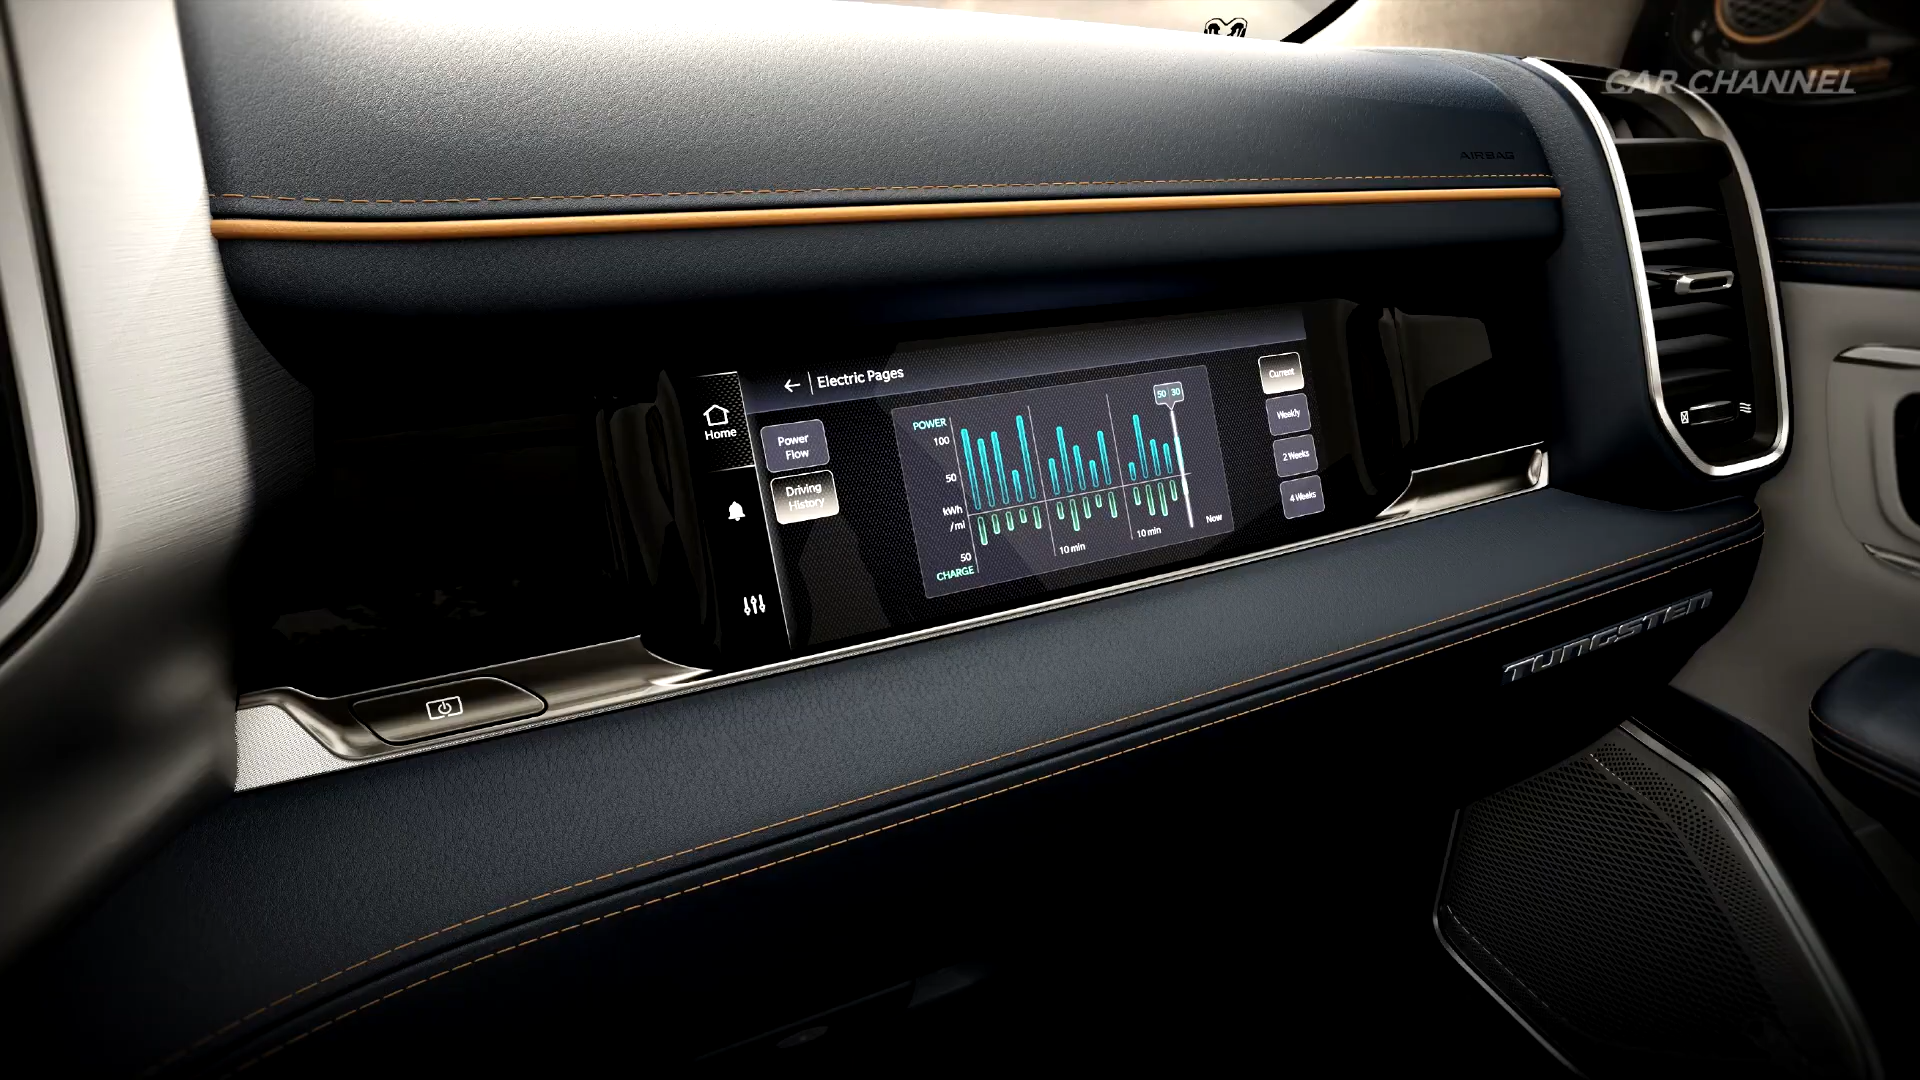 CAR CHANNEL
AIRBAG
Electric Pages
Home
Power
Flow
Driving
History
POWER
100
50
kWh
/mi
50
CHARGE
10 min
10 min
Now
50 30
Current
Weekly
2 Weeks
4 Weeks
TUNGSTEN